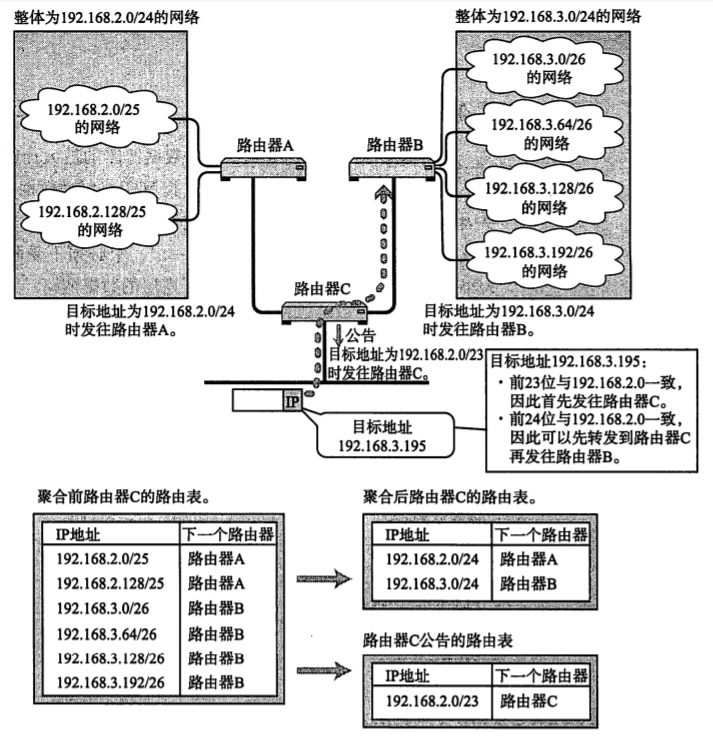 整体为192.168.2.0/24的网络
整体为192.168.3.0/24的网络
192.168.2.0/25
的网络
192.168.2.128/25
的网络
192.168.3.0/26
的网络
192.168.3.64/26
的网络
192.168.3.128/26
的网络
192.168.3.192/26
的网络
路由器A
路由器B
路由器C
目标地址为192.168.2.0/24
时发往路由器A。
目标地址为192.168.3.0/24
时发往路由器B。
公告
目标地址为192.168.2.0/23
时发往路由器C。
IP
目标地址
192.168.3.195
目标地址192.168.3.195：
·前23位与192.168.2.0一致，
因此首先发往路由器C。
·前24位与192.168.2.0一致，
因此可以先转发到路由器C
再发往路由器B。
聚合前路由器C的路由表。
IP地址 下一个路由器
192.168.2.0/25 路由器A
192.168.2.128/25 路由器A
192.168.3.0/26 路由器B
192.168.3.64/26 路由器B
192.168.3.128/26 路由器B
192.168.3.192/26 路由器B
聚合后路由器C的路由表。
IP地址 下一个路由器
192.168.2.0/24 路由器A
192.168.3.0/24 路由器B
路由器C公告的路由表
IP地址 下一个路由器
192.168.2.0/23 路由器C